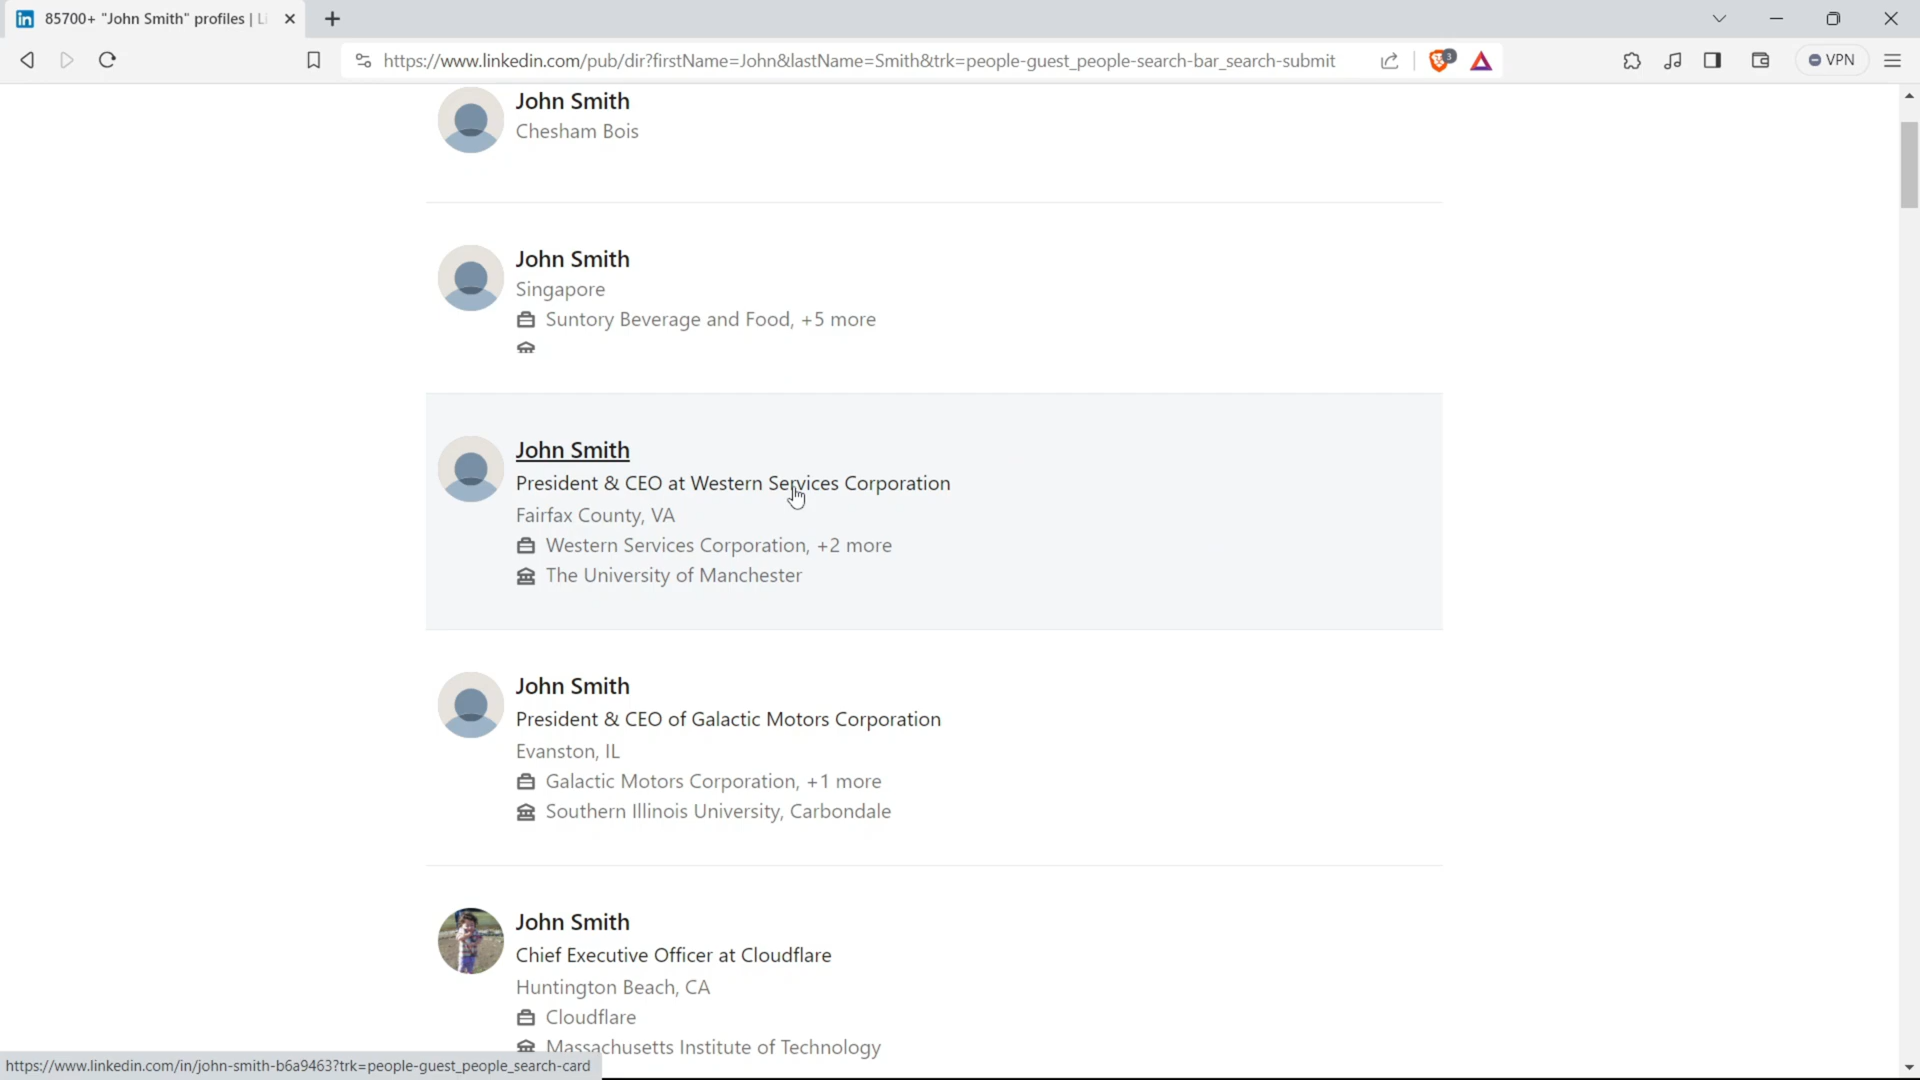 85700+ "John Smith" profiles | Li
https://www.linkedin.com/pub/dir?firstName=John&lastName=Smith&trk=people-guest_people-search-bar_search-submit
3
VPN
John Smith
Chesham Bois
John Smith
Singapore
Suntory Beverage and Food, +5 more
John Smith
President & CEO at Western Services Corporation
Fairfax County, VA
Western Services Corporation, +2 more
The University of Manchester
John Smith
President & CEO of Galactic Motors Corporation
Evanston, IL
Galactic Motors Corporation, +1 more
Southern Illinois University, Carbondale
John Smith
Chief Executive Officer at Cloudflare
Huntington Beach, CA
Cloudflare
Massachusetts Institute of Technology
https://www.linkedin.com/in/john-smith-b6a9463?trk=people-guest_people_search-card